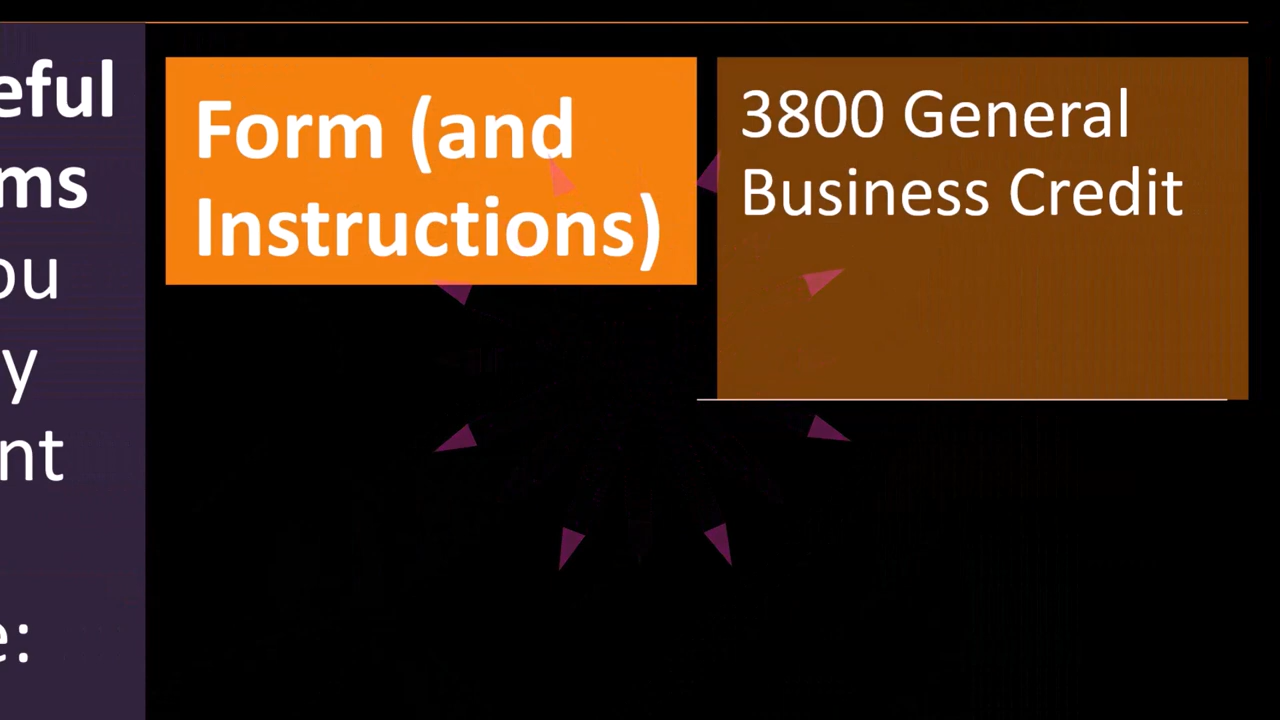 eful
ms
ou
y
nt
e:
Form (and
Instructions)
3800 General
Business Credit